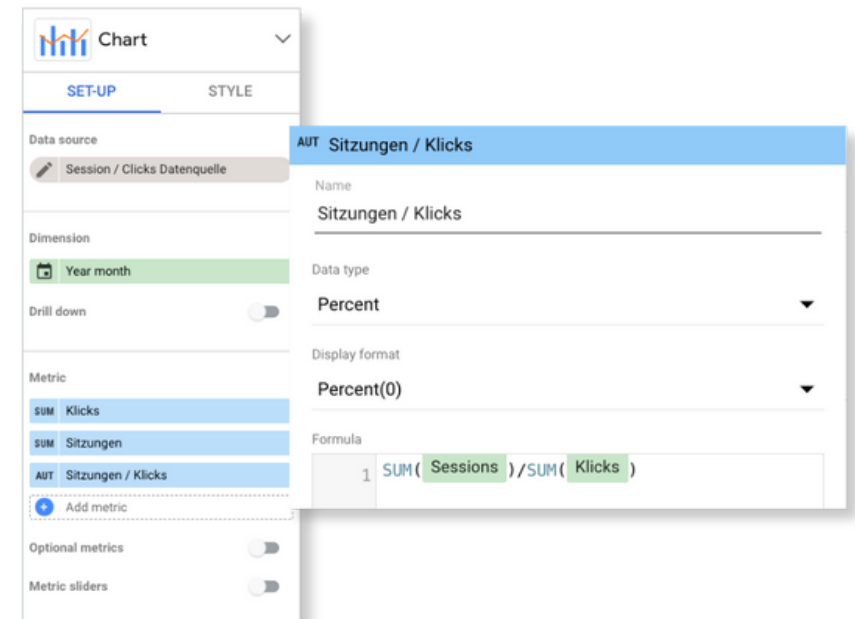 Chart
SET-UP STYLE
Data source
Session / Clicks Datenquelle
Dimension
Year month
Drill down
Metric
SUM Klicks
SUM Sitzungen
AUT Sitzungen / Klicks
Add metric
Optional metrics
Metric sliders
AUT Sitzungen / Klicks
Name
Sitzungen / Klicks
Data type
Percent
Display format
Percent(0)
Formula
1 SUM( Sessions )/SUM( Klicks )